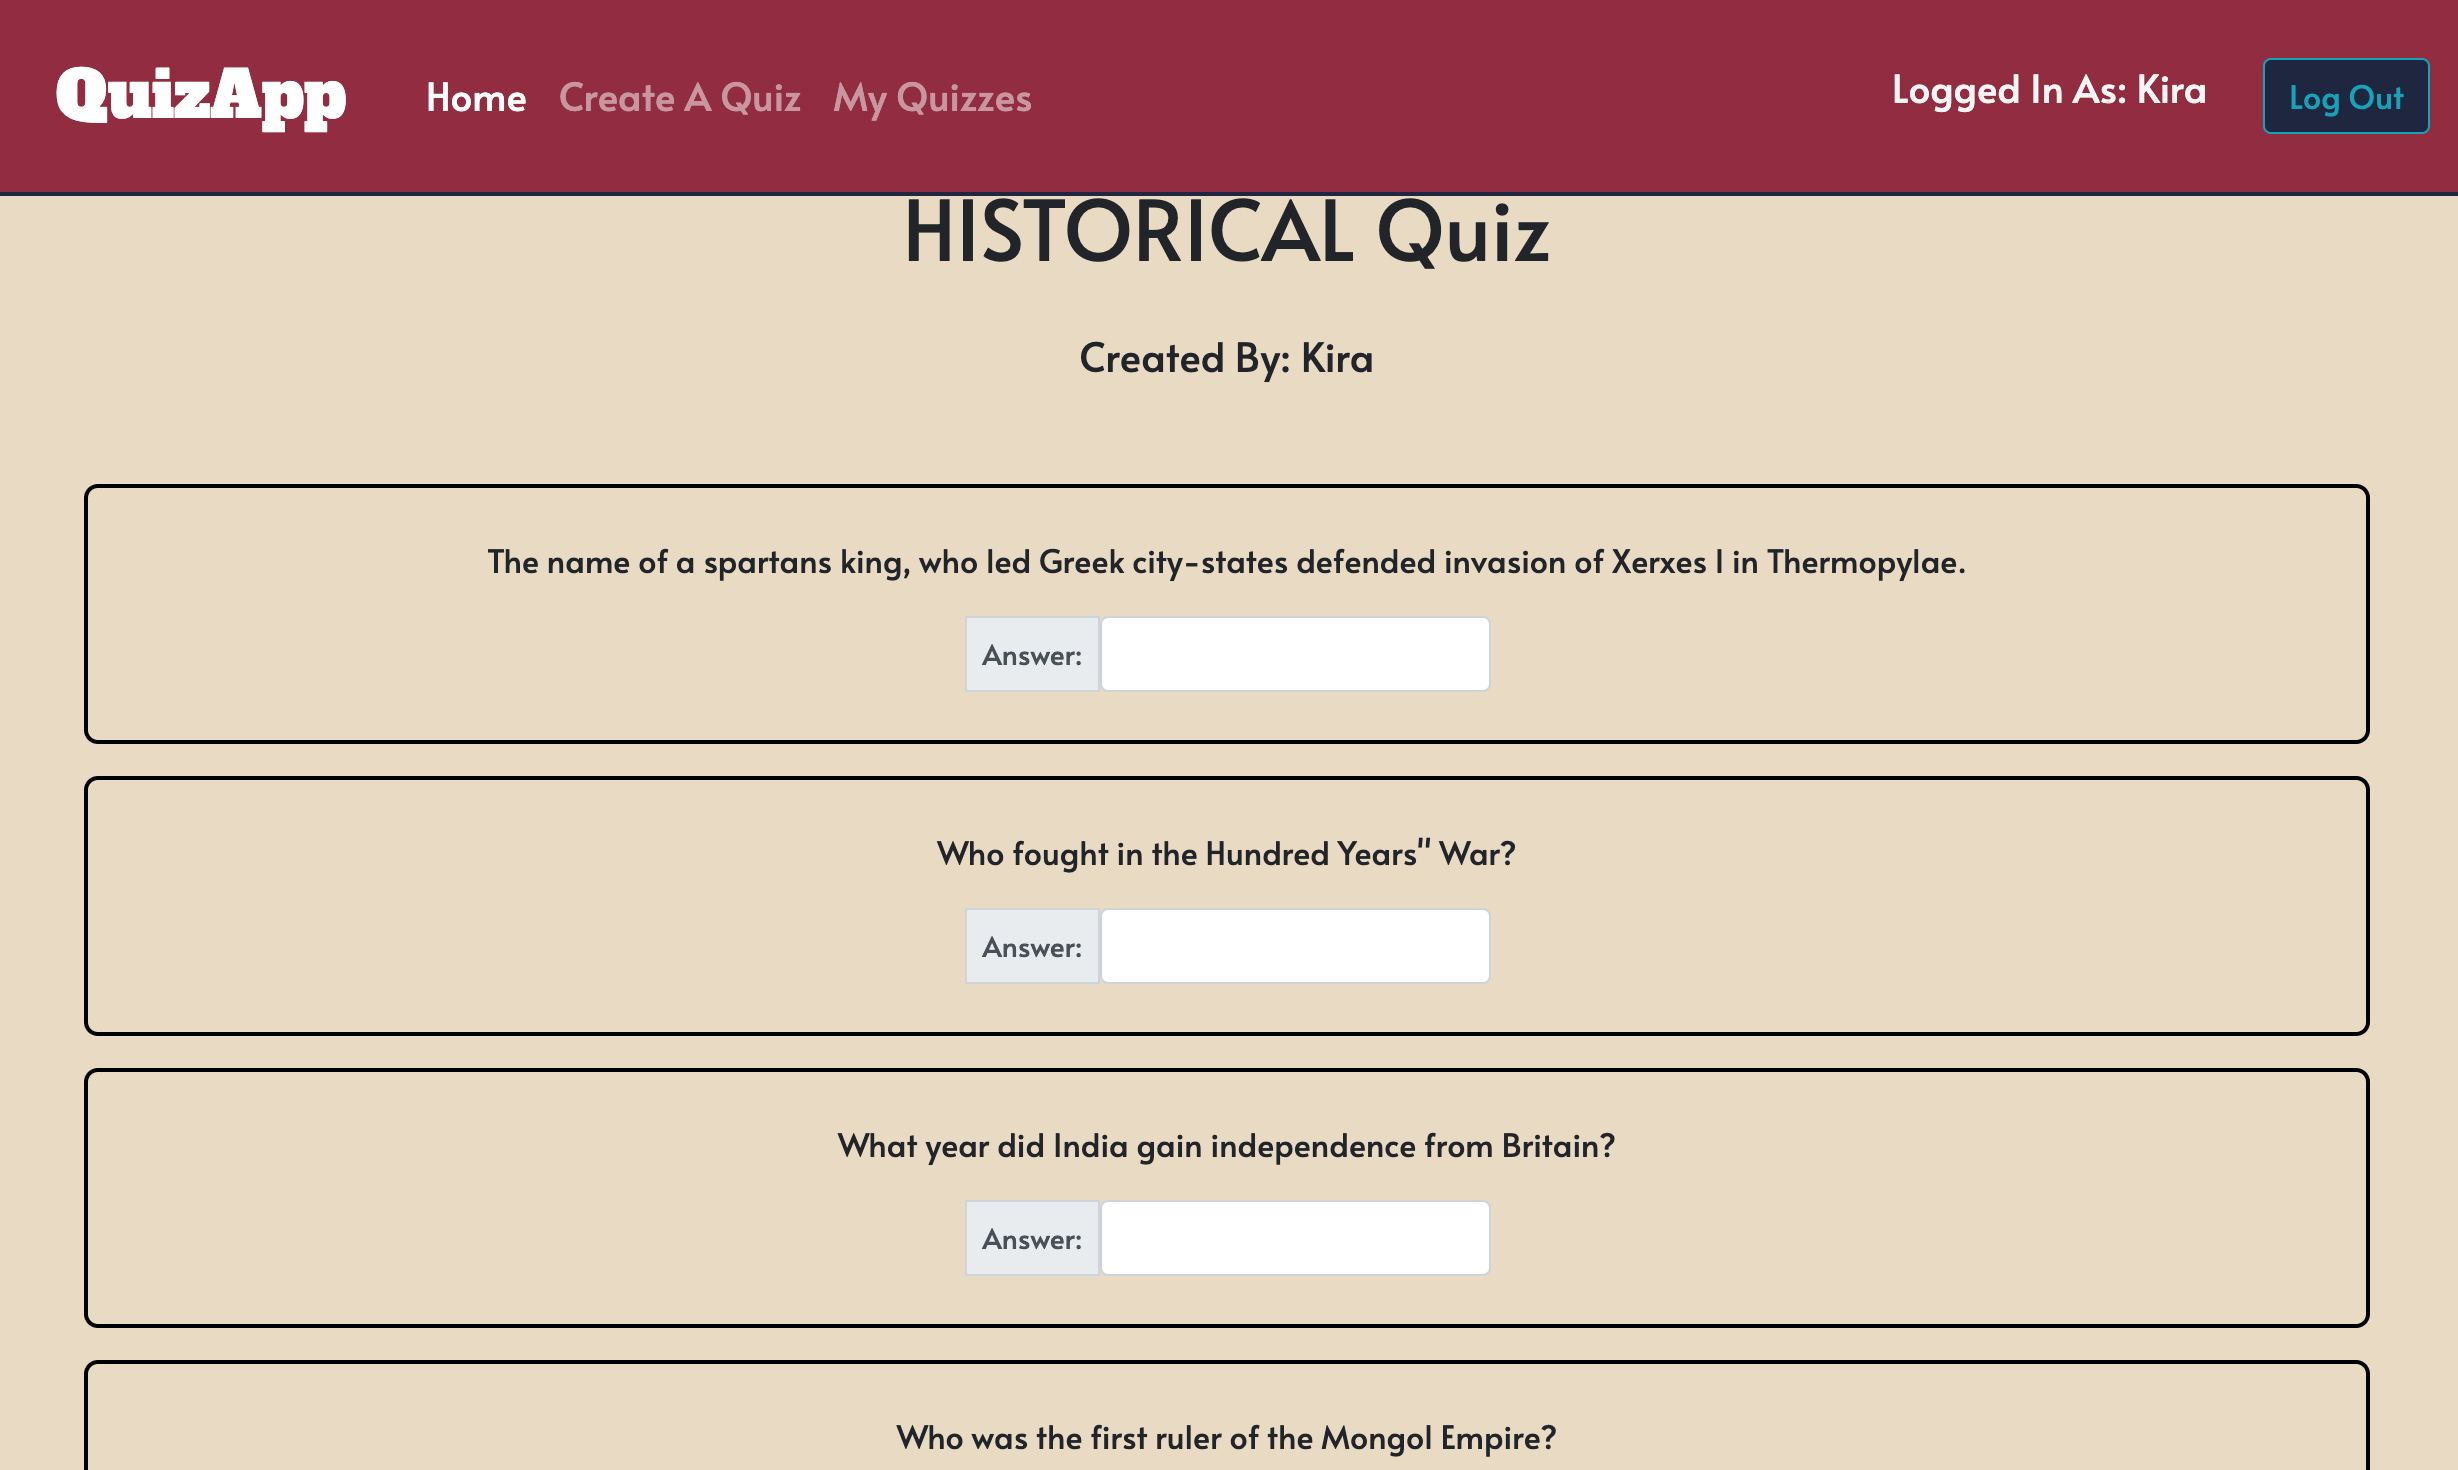 QuizApp Home Create A Quiz My Quizzes Logged In As: Kira Log Out
HISTORICAL Quiz
Created By: Kira
The name of a spartans king, who led Greek city-states defended invasion of Xerxes I in Thermopylae.
Answer:
Who fought in the Hundred Years" War?
Answer:
What year did India gain independence from Britain?
Answer:
Who was the first ruler of the Mongol Empire?